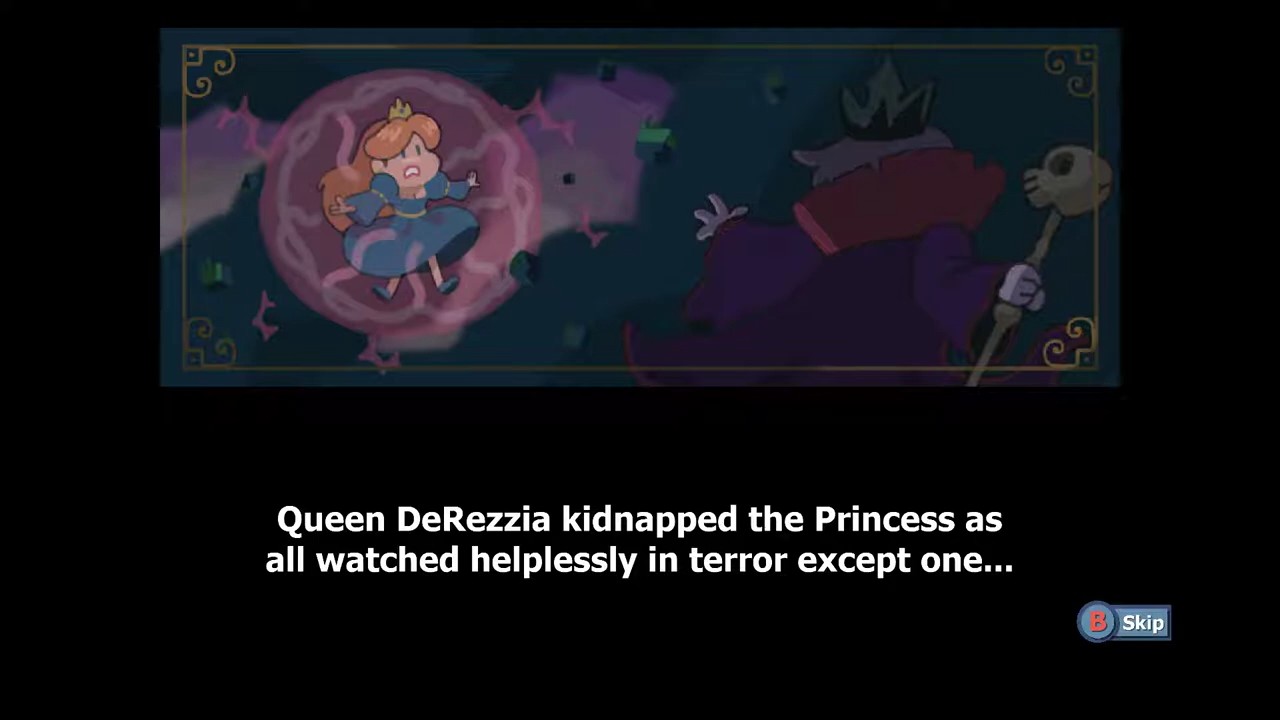 Queen DeRezzia kidnapped the Princess as
all watched helplessly in terror except one...
B Skip